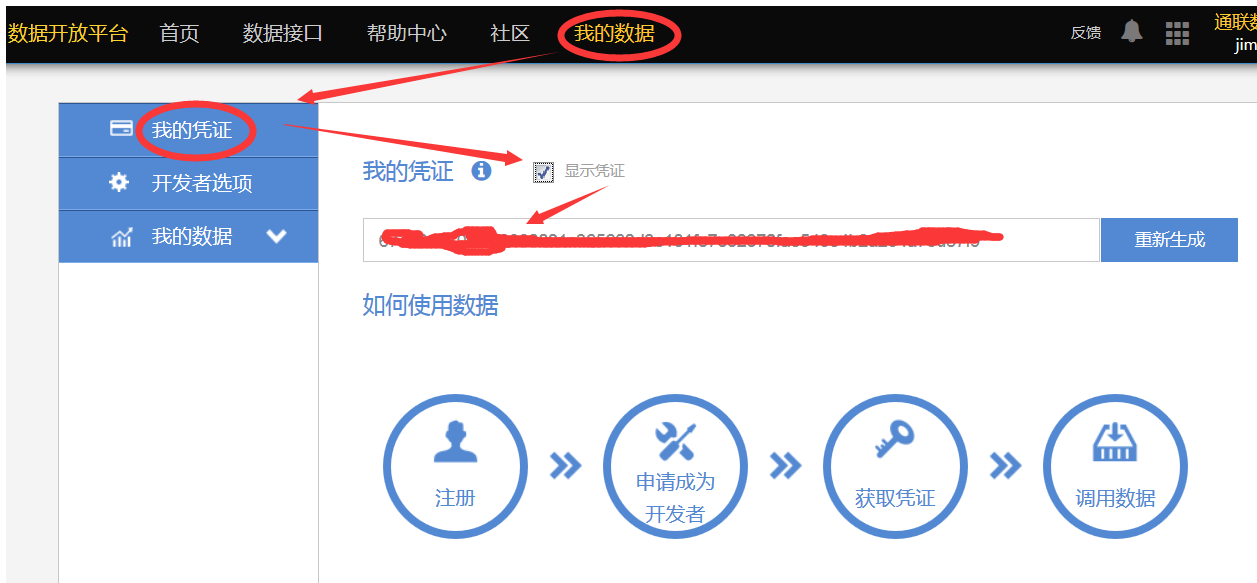 数据开放平台 首页 数据接口 帮助中心 社区 我的数据 反馈 通联数
jim
我的凭证
开发者选项
我的数据
我的凭证 显示凭证
重新生成
如何使用数据
注册
申请成为
开发者
获取凭证
调用数据